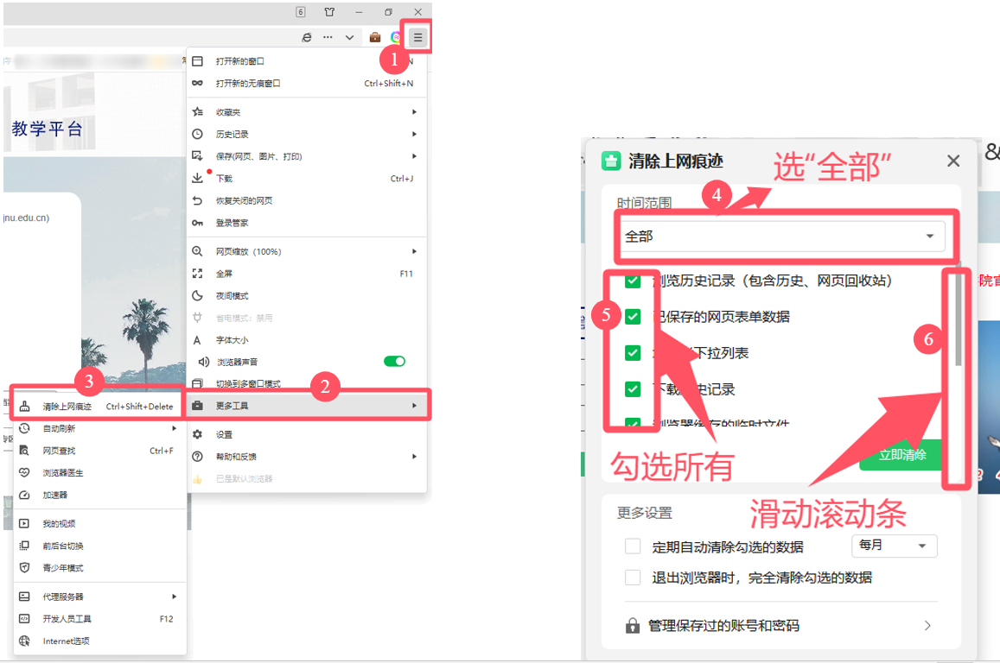 6
1
打开新的窗口
N
打开新的无痕窗口 Ctrl+Shift+N
教学平台
收藏夹
历史记录
保存(网页、图片、打印)
下载 Ctrl+J
恢复关闭的网页
登录管家
jnu.edu.cn)
网页缩放（100%）
全屏 F11
夜间模式
省电模式：禁用
字体大小
浏览器声音
切换到多窗口模式
2
更多工具
设置
帮助和反馈
已是默认浏览器
3
清除上网痕迹 Ctrl+Shift+Delete
自动刷新
网页查找 Ctrl+F
浏览器医生
加速器
我的视频
前后台切换
青少年模式
代理服务器
开发人员工具 F12
Internet选项
清除上网痕迹
选“全部”
&
4
时间范围
全部
浏览历史记录（包含历史、网页回收站）
院官
5
已保存的网页表单数据
6
下拉列表
下载历史记录
浏览器缓存的临时文件
立即清除
勾选所有
滑动滚动条
更多设置
定期自动清除勾选的数据 每月
退出浏览器时，完全清除勾选的数据
管理保存过的账号和密码